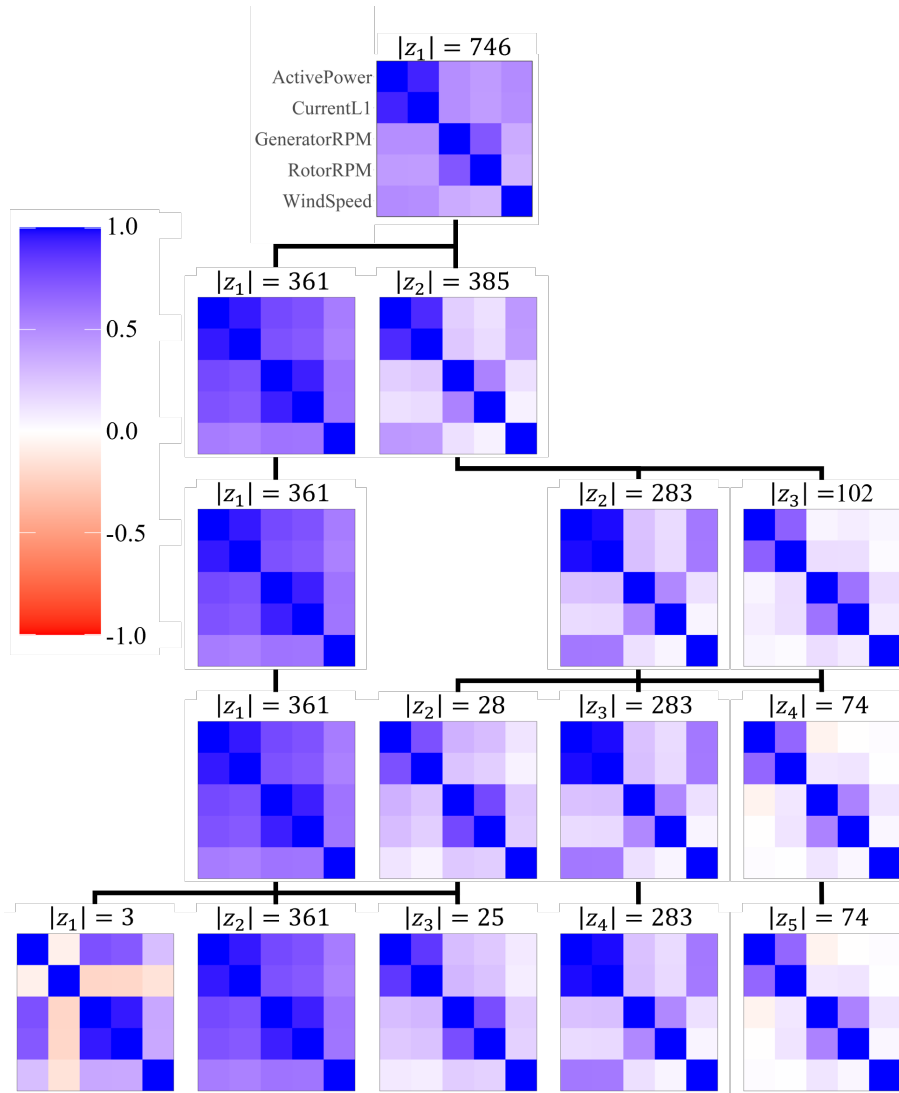 |z₁| = 746
ActivePower
CurrentL1
GeneratorRPM
RotorRPM
WindSpeed
1.0
0.5
0.0
-0.5
-1.0
|z₁| = 361
|z₂| = 385
|z₁| = 361
|z₂| = 283
|z₃| =102
|z₁| = 361
|z₂| = 28
|z₃| = 283
|z₄| = 74
|z₁| = 3
|z₂| = 361
|z₃| = 25
|z₄| = 283
|z₅| = 74